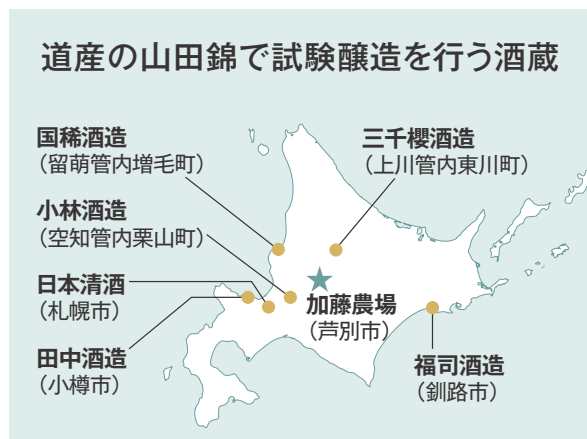 道産の山田錦で試験醸造を行う酒蔵
国稀酒造
（留萌管内増毛町）
三千櫻酒造
（上川管内東川町）
小林酒造
（空知管内栗山町）
日本清酒
（札幌市）
加藤農場
（芦別市）
田中酒造
（小樽市）
福司酒造
（釧路市）